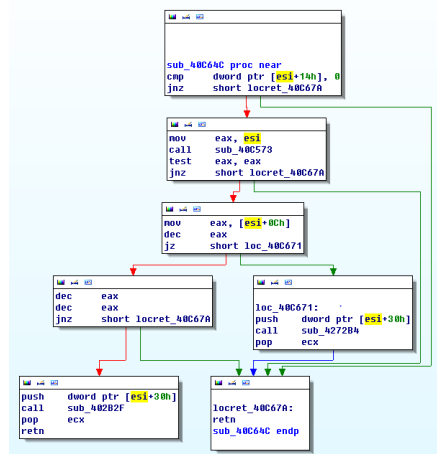 sub_40C64C proc near
cmp     dword ptr [esi+14h], 0
jnz     short locret_40C67A
mov     eax, esi
call    sub_40C573
test    eax, eax
jnz     short locret_40C67A
mov     eax, [esi+0Ch]
dec     eax
jz      short loc_40C671
dec     eax
dec     eax
jnz     short locret_40C67A
loc_40C671:
push    dword ptr [esi+30h]
call    sub_4272B4
pop     ecx
push    dword ptr [esi+30h]
call    sub_402B2F
pop     ecx
retn
locret_40C67A:
retn
sub_40C64C endp